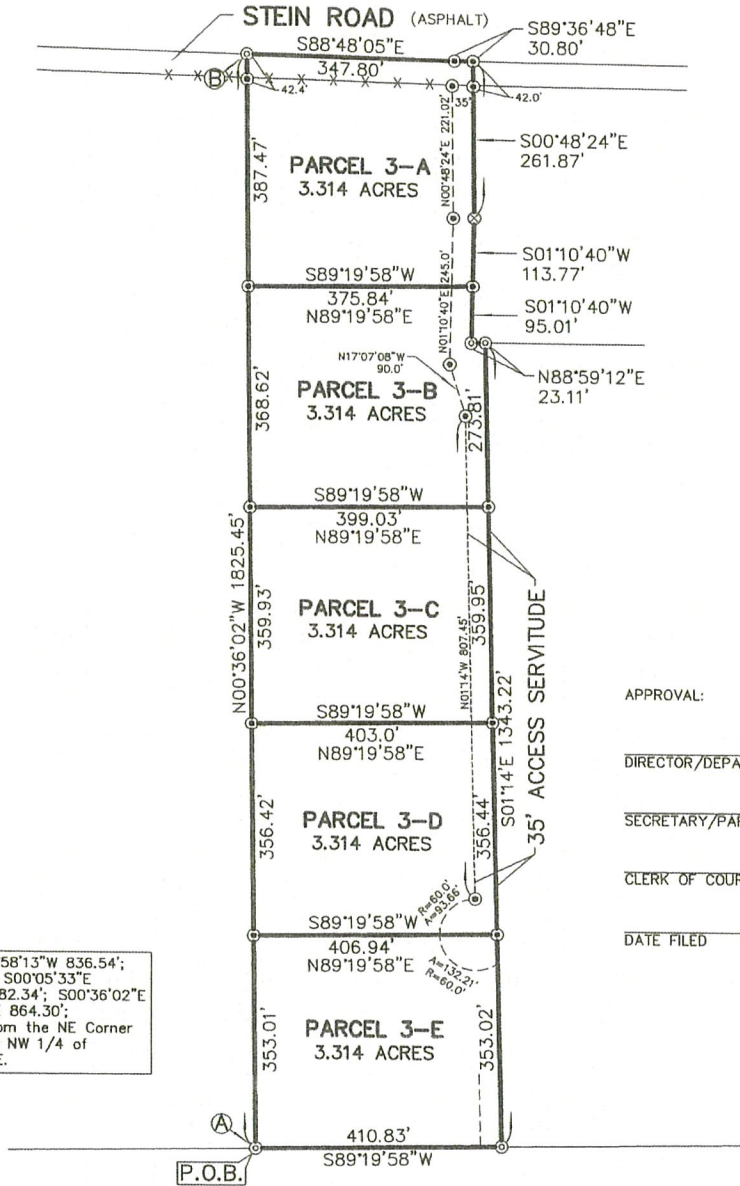 STEIN ROAD (ASPHALT)
S89°36'48"E
30.80'
S88°48'05"E
347.80'
B
42.4'
35'
42.0'
N00°48'24"E 221.02'
S00°48'24"E
261.87'
387.47'
PARCEL 3-A
3.314 ACRES
S01°10'40"W
113.77'
N01°10'40"E 245.0'
S89°19'58"W
375.84'
N89°19'58"E
S01°10'40"W
95.01'
N17°07'08"W
90.0'
N88°59'12"E
23.11'
368.62'
PARCEL 3-B
3.314 ACRES
273.81'
S89°19'58"W
399.03'
N89°19'58"E
N00°36'02"W 1825.45'
359.93'
PARCEL 3-C
3.314 ACRES
N01°14'W 807.45'
359.95'
S01°14'E 1343.22'
35' ACCESS SERVITUDE
S89°19'58"W
403.0'
N89°19'58"E
APPROVAL:
DIRECTOR/DEPA
SECRETARY/PAR
CLERK OF COUR
DATE FILED
356.42'
PARCEL 3-D
3.314 ACRES
356.44'
R=60.0'
A=93.66'
S89°19'58"W
406.94'
N89°19'58"E
A=132.21'
R=60.0'
58'13"W 836.54';
S00°05'33"E
82.34'; S00°36'02"E
864.30';
om the NE Corner
NW 1/4 of
E.
353.01'
PARCEL 3-E
3.314 ACRES
353.02'
A
410.83'
S89°19'58"W
P.O.B.